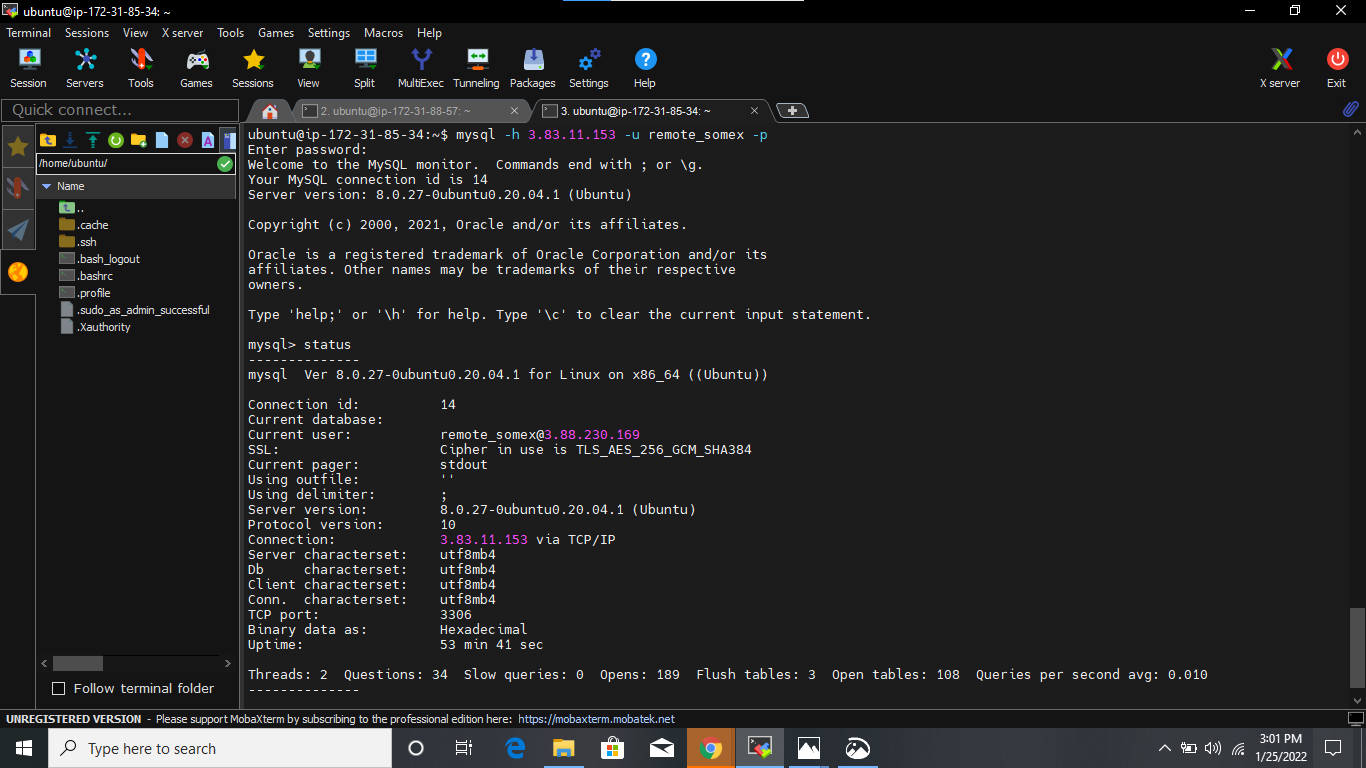 ubuntu@ip-172-31-85-34: ~
Terminal Sessions View X server Tools Games Settings Macros Help
Session Servers Tools Games Sessions View Split MultiExec Tunneling Packages Settings Help X server Exit
Quick connect...
2. ubuntu@ip-172-31-88-57: ~
3. ubuntu@ip-172-31-85-34: ~
/home/ubuntu/
Name
..
.cache
.ssh
.bash_logout
.bashrc
.profile
.sudo_as_admin_successful
.Xauthority
Follow terminal folder
ubuntu@ip-172-31-85-34:~$ mysql -h 3.83.11.153 -u remote_somex -p
Enter password:
Welcome to the MySQL monitor.  Commands end with ; or \g.
Your MySQL connection id is 14
Server version: 8.0.27-0ubuntu0.20.04.1 (Ubuntu)
Copyright (c) 2000, 2021, Oracle and/or its affiliates.
Oracle is a registered trademark of Oracle Corporation and/or its
affiliates. Other names may be trademarks of their respective
owners.
Type 'help;' or '\h' for help. Type '\c' to clear the current input statement.
mysql> status
--------------
mysql  Ver 8.0.27-0ubuntu0.20.04.1 for Linux on x86_64 ((Ubuntu))
Connection id:          14
Current database:
Current user:           remote_somex@3.88.230.169
SSL:                    Cipher in use is TLS_AES_256_GCM_SHA384
Current pager:          stdout
Using outfile:          ''
Using delimiter:        ;
Server version:         8.0.27-0ubuntu0.20.04.1 (Ubuntu)
Protocol version:       10
Connection:             3.83.11.153 via TCP/IP
Server characterset:    utf8mb4
Db     characterset:    utf8mb4
Client characterset:    utf8mb4
Conn.  characterset:    utf8mb4
TCP port:               3306
Binary data as:         Hexadecimal
Uptime:                 53 min 41 sec
Threads: 2  Questions: 34  Slow queries: 0  Opens: 189  Flush tables: 3  Open tables: 108  Queries per second avg: 0.010
--------------
UNREGISTERED VERSION - Please support MobaXterm by subscribing to the professional edition here: https://mobaxterm.mobatek.net
Type here to search
3:01 PM
1/25/2022